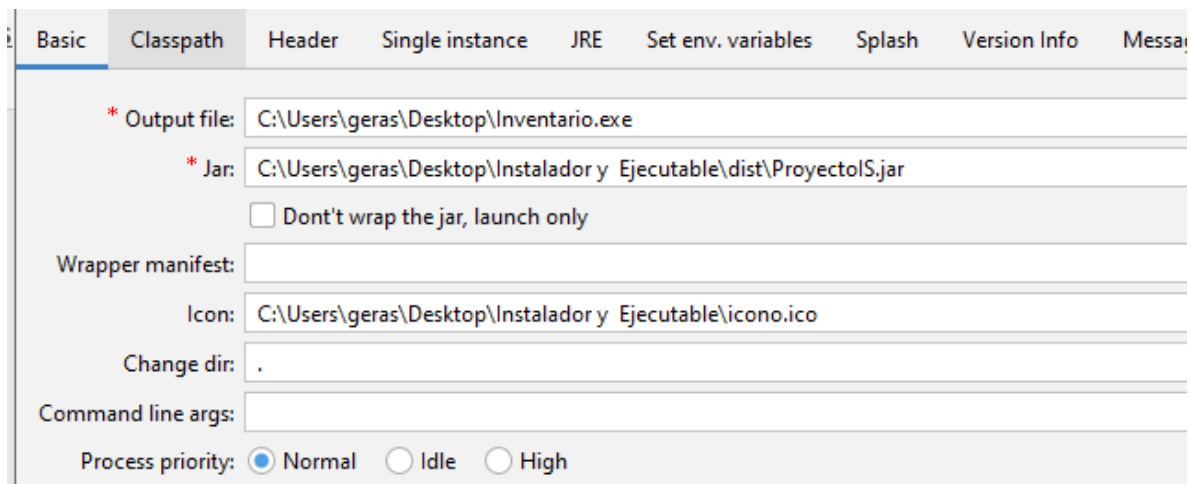 Basic Classpath Header Single instance JRE Set env. variables Splash Version Info Messa
* Output file: C:\Users\geras\Desktop\Inventario.exe
* Jar: C:\Users\geras\Desktop\Instalador y  Ejecutable\dist\ProyectoIS.jar
Dont't wrap the jar, launch only
Wrapper manifest:
Icon: C:\Users\geras\Desktop\Instalador y  Ejecutable\icono.ico
Change dir: .
Command line args:
Process priority: Normal Idle High